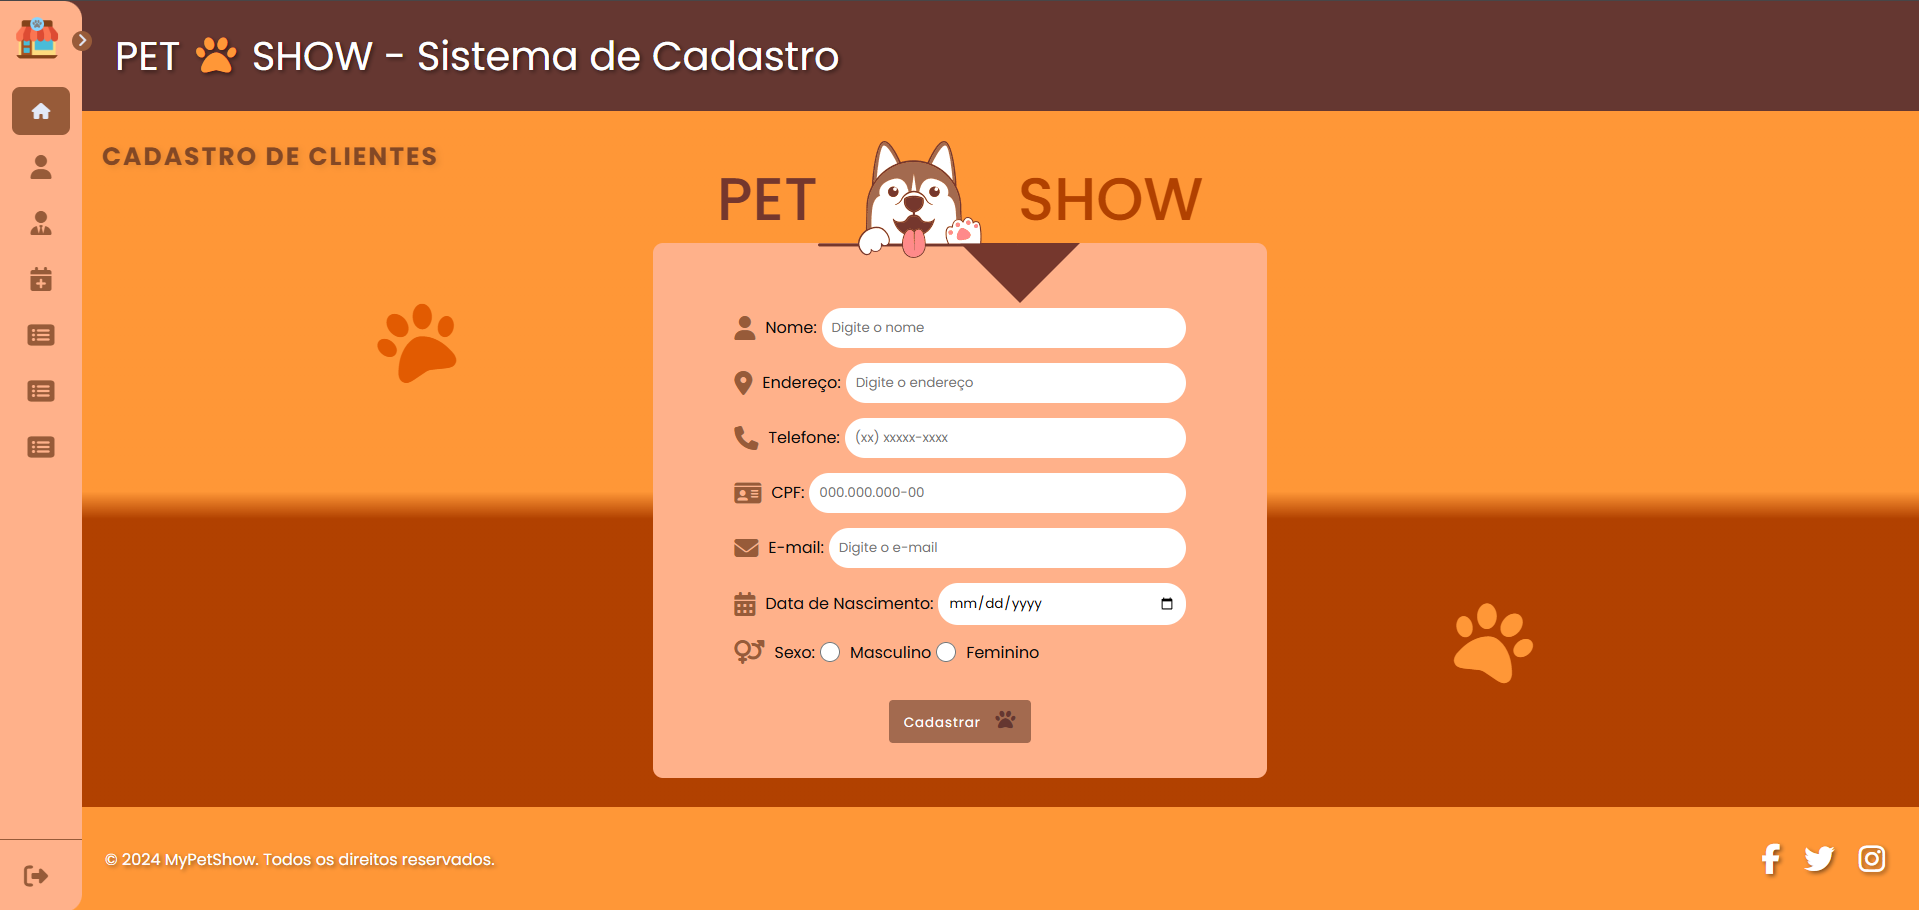 PET SHOW - Sistema de Cadastro
CADASTRO DE CLIENTES
PET SHOW
Nome: Digite o nome
Endereço: Digite o endereço
Telefone: (xx) xxxxx-xxxx
CPF: 000.000.000-00
E-mail: Digite o e-mail
Data de Nascimento: mm/dd/yyyy
Sexo: Masculino Feminino
Cadastrar
© 2024 MyPetShow. Todos os direitos reservados.